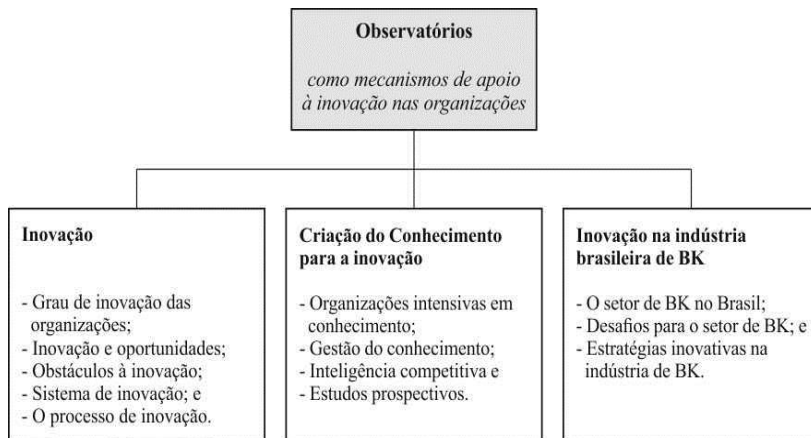 Observatórios
como mecanismos de apoio
à inovação nas organizações
Inovação
- Grau de inovação das
organizações;
- Inovação e oportunidades;
- Obstáculos à inovação;
- Sistema de inovação; e
- O processo de inovação.
Criação do Conhecimento
para a inovação
- Organizações intensivas em
conhecimento;
- Gestão do conhecimento;
- Inteligência competitiva e
- Estudos prospectivos.
Inovação na indústria
brasileira de BK
- O setor de BK no Brasil;
- Desafios para o setor de BK; e
- Estratégias inovativas na
indústria de BK.